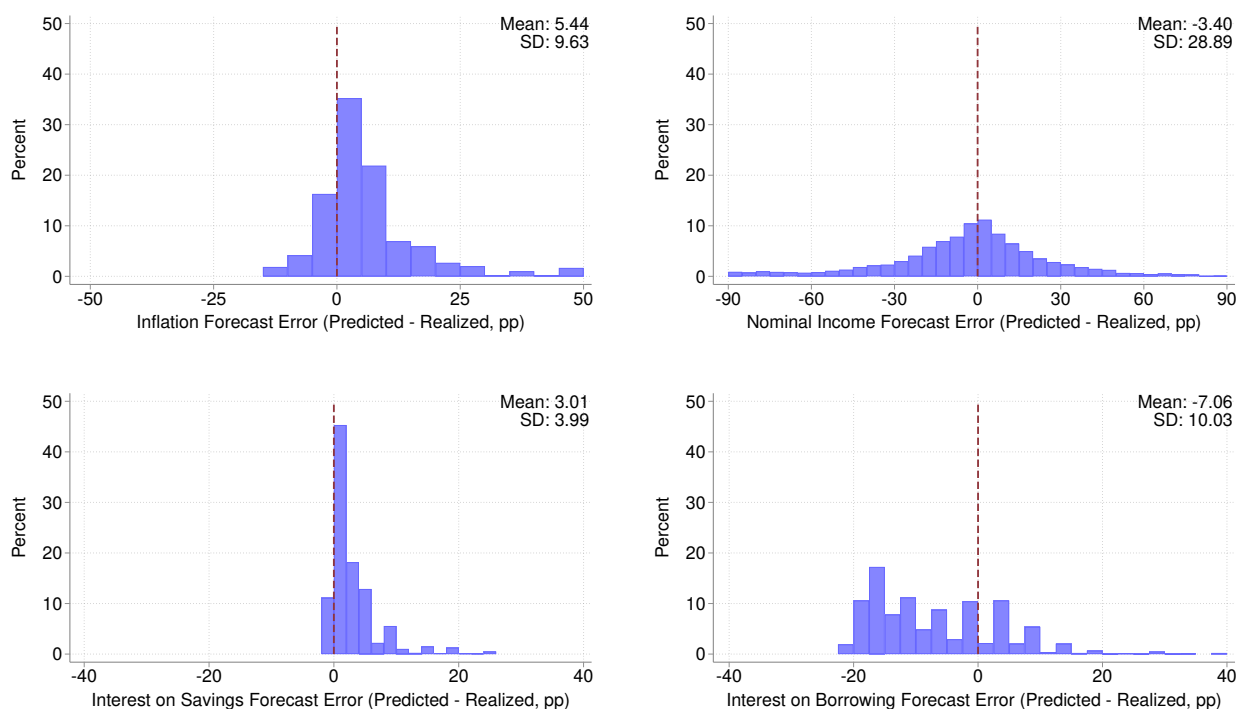 Mean: 5.44
SD: 9.63
Percent
50
40
30
20
10
0
-50
-25
0
25
50
Inflation Forecast Error (Predicted - Realized, pp)
Mean: -3.40
SD: 28.89
Percent
50
40
30
20
10
0
-90
-60
-30
0
30
60
90
Nominal Income Forecast Error (Predicted - Realized, pp)
Mean: 3.01
SD: 3.99
Percent
50
40
30
20
10
0
-40
-20
0
20
40
Interest on Savings Forecast Error (Predicted - Realized, pp)
Mean: -7.06
SD: 10.03
Percent
50
40
30
20
10
0
-40
-20
0
20
40
Interest on Borrowing Forecast Error (Predicted - Realized, pp)